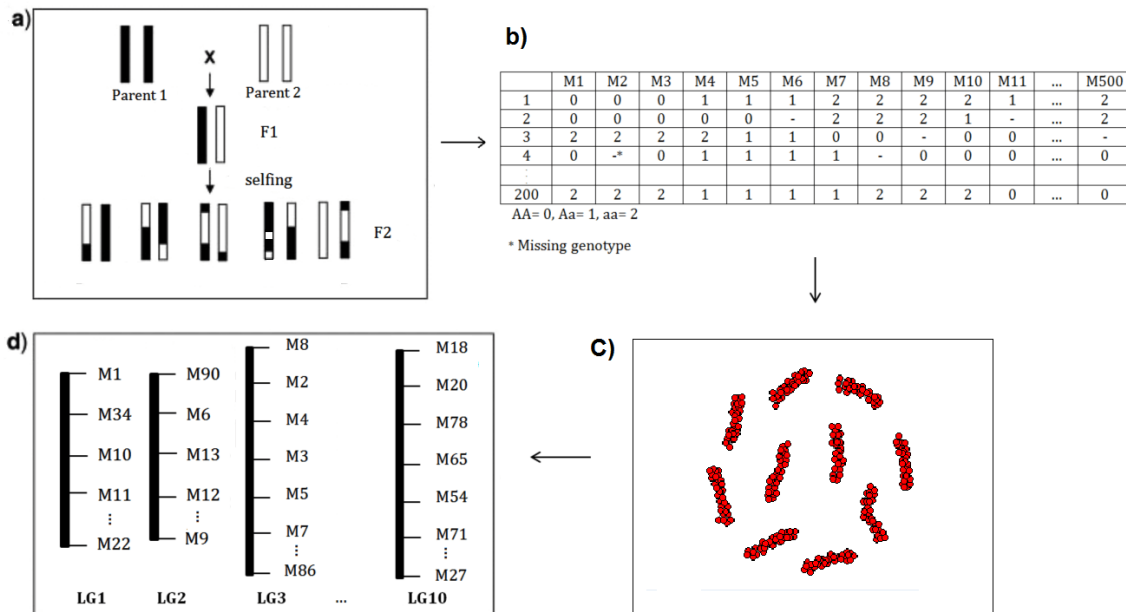 a)
X
Parent 1 Parent 2
F1
selfing
F2
b)
M1 M2 M3 M4 M5 M6 M7 M8 M9 M10 M11 ... M500
1 0 0 0 1 1 1 2 2 2 2 1 ... 2
2 0 0 0 0 0 - 2 2 2 1 - ... 2
3 2 2 2 2 1 1 0 0 - 0 0 ... -
4 0 -* 0 1 1 1 1 - 0 0 0 ... 0
⋮
200 2 2 2 1 1 1 1 2 2 2 0 ... 0
AA= 0, Aa= 1, aa= 2
* Missing genotype
C)
d)
M1
M34
M10
M11
⋮
M22
LG1
M90
M6
M13
M12
⋮
M9
LG2
M8
M2
M4
M3
M5
M7
⋮
M86
LG3
...
M18
M20
M78
M65
M54
M71
⋮
M27
LG10